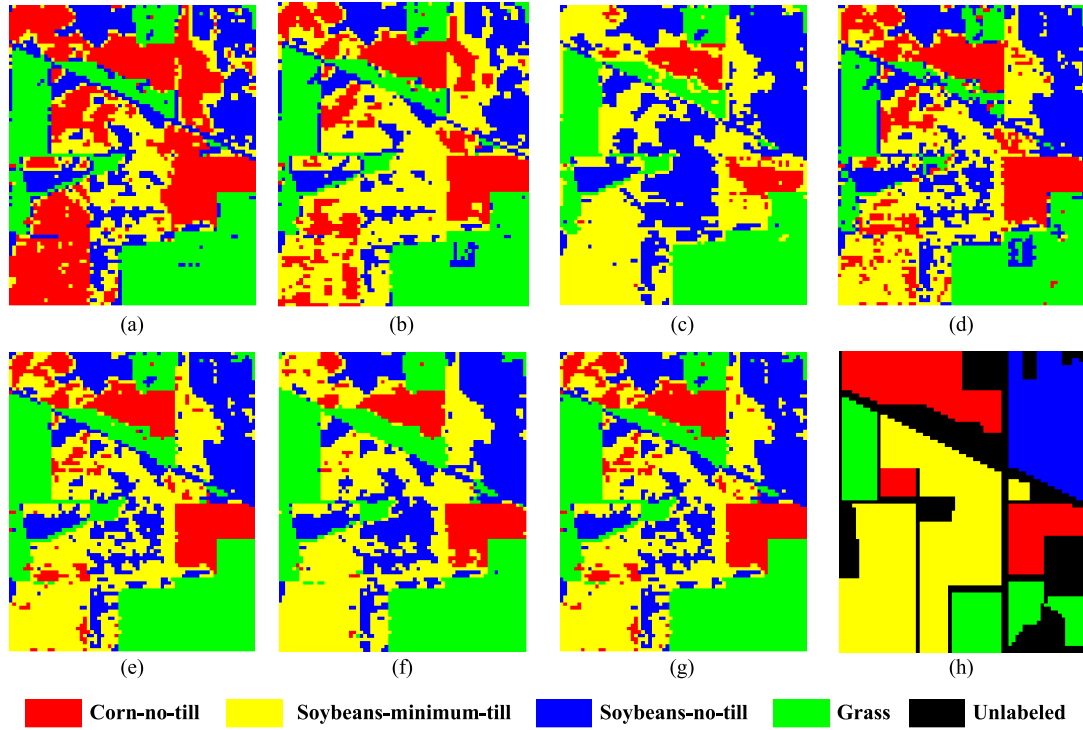 (a) (b) (c) (d)
(e) (f) (g) (h)
Corn-no-till Soybeans-minimum-till Soybeans-no-till Grass Unlabeled